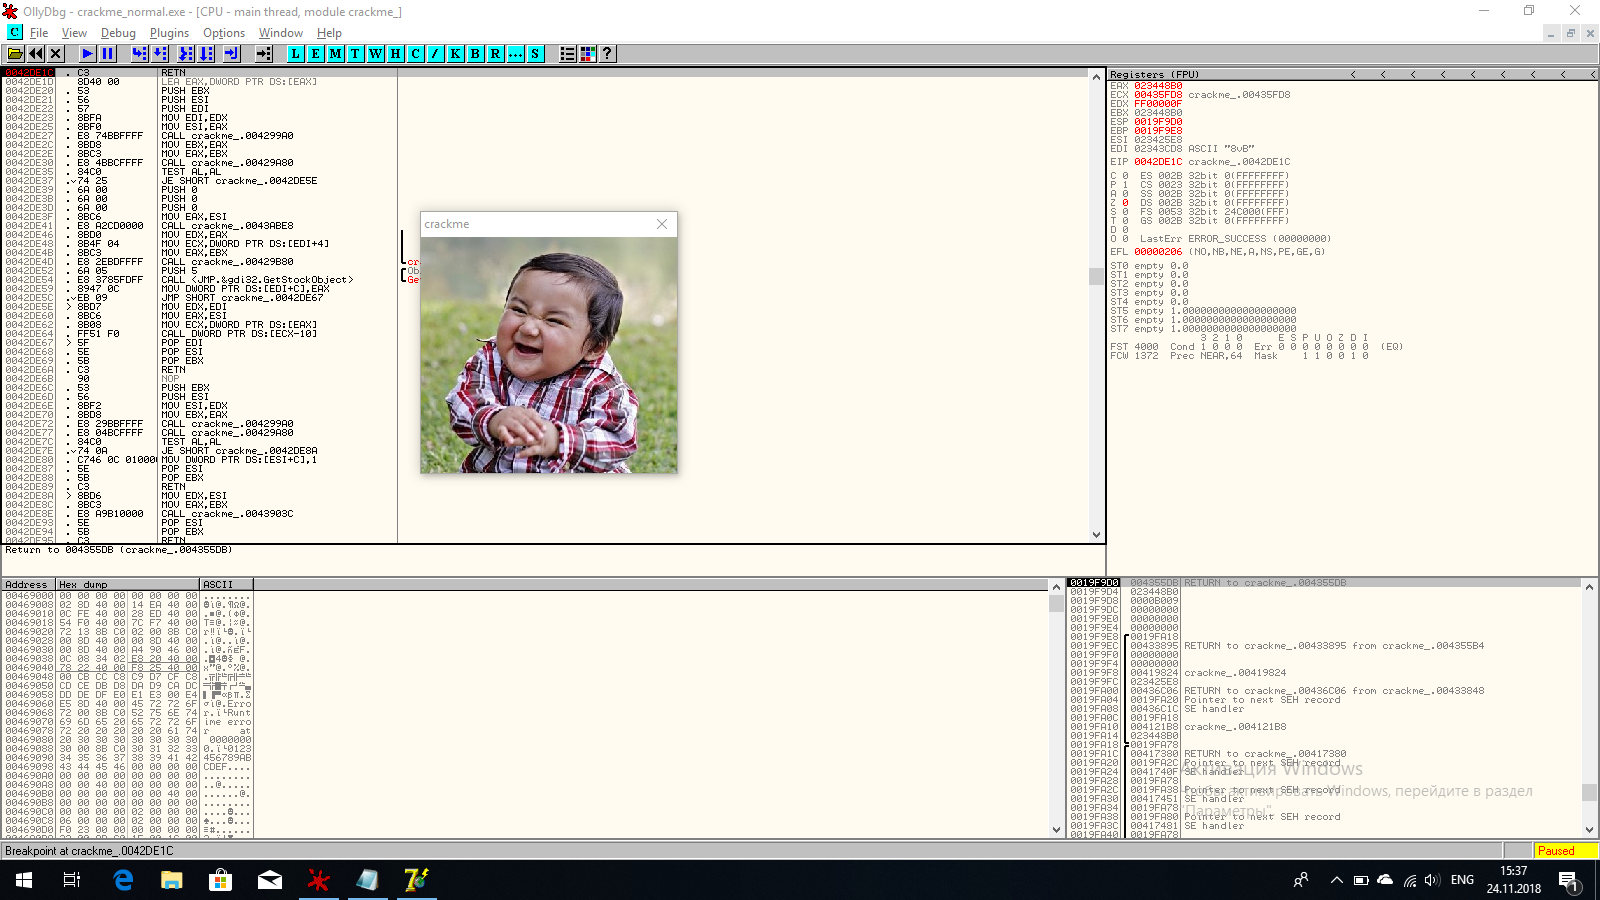 OllyDbg - crackme_normal.exe - [CPU - main thread, module crackme_]
C File View Debug Plugins Options Window Help
L E M T W H C / K B R ... S ?
0042DE1C . C3 RETN
0042DE1D 8D40 00 LEA EAX,DWORD PTR DS:[EAX]
0042DE20 . 53 PUSH EBX
0042DE21 . 56 PUSH ESI
0042DE22 . 57 PUSH EDI
0042DE23 . 8BFA MOV EDI,EDX
0042DE25 . 8BF0 MOV ESI,EAX
0042DE27 . E8 74BBFFFF CALL crackme_.004299A0
0042DE2C . 8BD8 MOV EBX,EAX
0042DE2E . 8BC3 MOV EAX,EBX
0042DE30 . E8 4BBCFFFF CALL crackme_.00429A80
0042DE35 . 84C0 TEST AL,AL
0042DE37 .v74 25 JE SHORT crackme_.0042DE5E
0042DE39 . 6A 00 PUSH 0
0042DE3B . 6A 00 PUSH 0
0042DE3D . 6A 00 PUSH 0
0042DE3F . 8BC6 MOV EAX,ESI
0042DE41 . E8 A2CD0000 CALL crackme_.0043ABE8
0042DE46 . 8BD0 MOV EDX,EAX
0042DE48 . 8B4F 04 MOV ECX,DWORD PTR DS:[EDI+4]
0042DE4B . 8BC3 MOV EAX,EBX
0042DE4D . E8 2EBDFFFF CALL crackme_.00429B80
0042DE52 . 6A 05 PUSH 5
0042DE54 . E8 3785FDFF CALL <JMP.&gdi32.GetStockObject>
0042DE59 . 8947 0C MOV DWORD PTR DS:[EDI+C],EAX
0042DE5C .vEB 09 JMP SHORT crackme_.0042DE67
0042DE5E > 8BD7 MOV EDX,EDI
0042DE60 . 8BC6 MOV EAX,ESI
0042DE62 . 8B08 MOV ECX,DWORD PTR DS:[EAX]
0042DE64 . FF51 F0 CALL DWORD PTR DS:[ECX-10]
0042DE67 > 5F POP EDI
0042DE68 . 5E POP ESI
0042DE69 . 5B POP EBX
0042DE6A . C3 RETN
0042DE6B 90 NOP
0042DE6C . 53 PUSH EBX
0042DE6D . 56 PUSH ESI
0042DE6E . 8BF2 MOV ESI,EDX
0042DE70 . 8BD8 MOV EBX,EAX
0042DE72 . E8 29BBFFFF CALL crackme_.004299A0
0042DE77 . E8 04BCFFFF CALL crackme_.00429A80
0042DE7C . 84C0 TEST AL,AL
0042DE7E .v74 0A JE SHORT crackme_.0042DE8A
0042DE80 . C746 0C 01000 MOV DWORD PTR DS:[ESI+C],1
0042DE87 . 5E POP ESI
0042DE88 . 5B POP EBX
0042DE89 . C3 RETN
0042DE8A > 8BD6 MOV EDX,ESI
0042DE8C . 8BC3 MOV EAX,EBX
0042DE8E . E8 A9B10000 CALL crackme_.0043903C
0042DE93 . 5E POP ESI
0042DE94 . 5B POP EBX
0042DE95 . C3 RETN
Return to 004355DB (crackme_.004355DB)
crackme
Registers (FPU)
EAX 023448B0
ECX 00435FD8 crackme_.00435FD8
EDX FF00000F
EBX 023448B0
ESP 0019F9D0
EBP 0019F9E8
ESI 023425E8
EDI 02343CD8 ASCII "8vB"
EIP 0042DE1C crackme_.0042DE1C
C 0 ES 002B 32bit 0(FFFFFFFF)
P 1 CS 0023 32bit 0(FFFFFFFF)
A 0 SS 002B 32bit 0(FFFFFFFF)
Z 0 DS 002B 32bit 0(FFFFFFFF)
S 0 FS 0053 32bit 24C000(FFF)
T 0 GS 002B 32bit 0(FFFFFFFF)
D 0
O 0 LastErr ERROR_SUCCESS (00000000)
EFL 00000206 (NO,NB,NE,A,NS,PE,GE,G)
ST0 empty 0.0
ST1 empty 0.0
ST2 empty 0.0
ST3 empty 0.0
ST4 empty 0.0
ST5 empty 1.0000000000000000000
ST6 empty 1.0000000000000000000
ST7 empty 1.0000000000000000000
3 2 1 0 E S P U O Z D I
FST 4000 Cond 1 0 0 0 Err 0 0 0 0 0 0 0 0 (EQ)
FCW 1372 Prec NEAR,64 Mask 1 1 0 0 1 0
Address Hex dump ASCII
00469000 00 00 00 00 00 00 00 00
00469008 02 8D 40 00 14 EA 40 00
00469010 0C FE 40 00 28 ED 40 00
00469018 54 F0 40 00 7C F7 40 00
00469020 72 13 8B C0 02 00 8B C0
00469028 00 8D 40 00 00 8D 40 00
00469030 00 8D 40 00 A4 90 46 00
00469038 0C 08 34 02 E8 20 40 00
00469040 78 22 40 00 F8 25 40 00
00469048 00 CB CC C8 C9 D7 CF C8
00469050 CD CE DB D8 DA D9 CA DC
00469058 DD DE DF E0 E1 E3 00 E4
00469060 E5 8D 40 00 45 72 72 6F
00469068 72 00 8B C0 52 75 6E 74
00469070 69 6D 65 20 65 72 72 6F ime erro
00469078 72 20 20 20 20 20 61 74 r at
00469080 20 30 30 30 30 30 30 30 0000000
00469088 30 00 8B C0 30 31 32 33
00469090 34 35 36 37 38 39 41 42 456789AB
00469098 43 44 45 46 00 00 00 00 CDEF....
004690A0 00 00 00 00 00 00 00 00 ........
004690A8 00 00 40 00 00 00 00 00 ..@.....
004690B0 00 00 00 00 00 00 40 00 ......@.
004690B8 00 00 00 00 00 00 00 00 ........
004690C0 00 00 00 00 02 00 00 00
004690C8 06 00 00 00 02 00 00 00
004690D0 F0 23 00 00 00 00 00 00
0019F9D0 004355DB RETURN to crackme_.004355DB
0019F9D4 023448B0
0019F9D8 0000B009
0019F9DC 00000000
0019F9E0 00000000
0019F9E4 00000000
0019F9E8 0019FA18
0019F9EC 00433895 RETURN to crackme_.00433895 from crackme_.004355B4
0019F9F0 00000000
0019F9F4 00000000
0019F9F8 00419824 crackme_.00419824
0019F9FC 023425E8
0019FA00 00436C06 RETURN to crackme_.00436C06 from crackme_.00433848
0019FA04 0019FA20 Pointer to next SEH record
0019FA08 00436C1C SE handler
0019FA0C 0019FA18
0019FA10 004121B8 crackme_.004121B8
0019FA14 023448B0
0019FA18 0019FA78
0019FA1C 00417380 RETURN to crackme_.00417380
0019FA20 0019FA2C Pointer to next SEH record
0019FA24 0041740F SE handler
0019FA28 0019FA78
0019FA2C 0019FA38 Pointer to next SEH record
0019FA30 00417451 SE handler
0019FA34 0019FA78
0019FA38 0019FA80 Pointer to next SEH record
0019FA3C 00417481 SE handler
0019FA40 0019FA78
Активация Windows
Чтобы активировать Windows, перейдите в раздел
"Параметры".
Breakpoint at crackme_.0042DE1C
Paused
ENG
15:37
24.11.2018
1